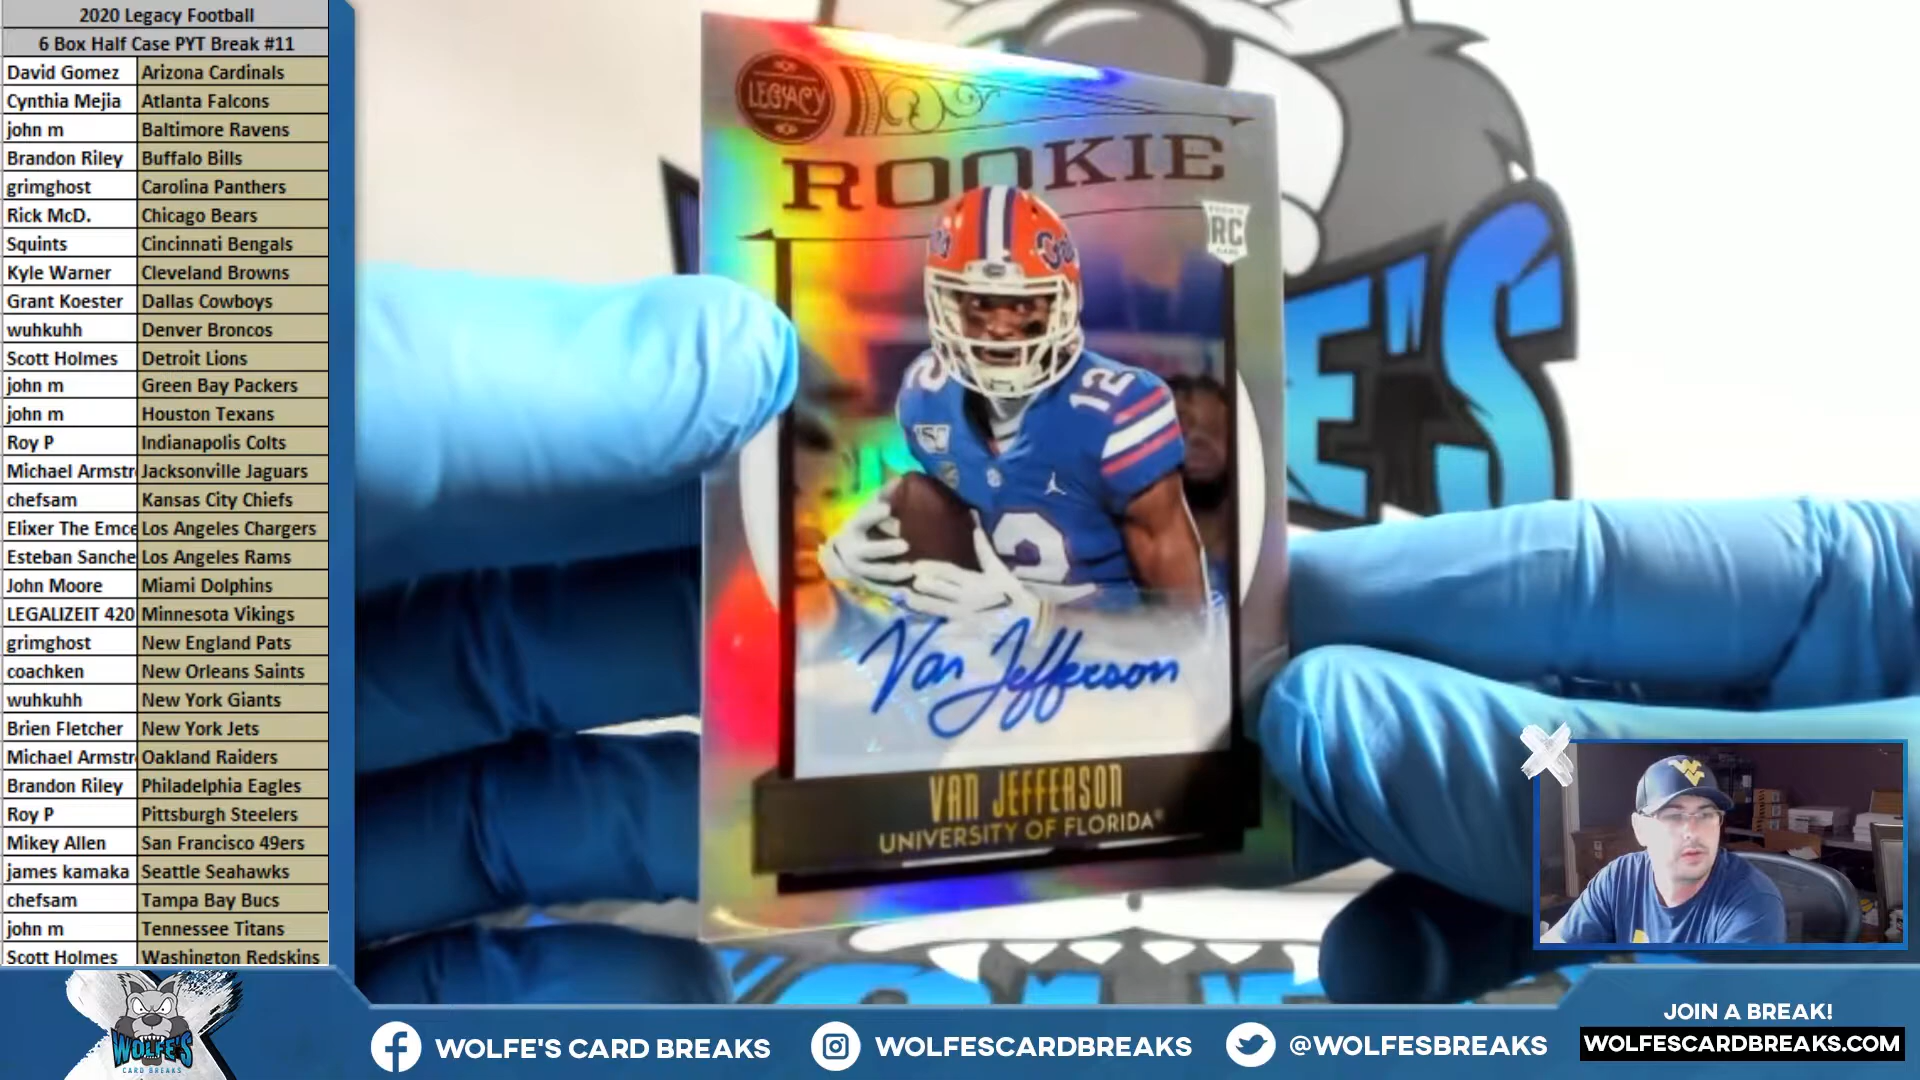 2020 Legacy Football
6 Box Half Case PYT Break #11
David Gomez Arizona Cardinals
Cynthia Mejia Atlanta Falcons
john m Baltimore Ravens
Brandon Riley Buffalo Bills
grimghost Carolina Panthers
Rick McD. Chicago Bears
Squints Cincinnati Bengals
Kyle Warner Cleveland Browns
Grant Koester Dallas Cowboys
wuhkuhh Denver Broncos
Scott Holmes Detroit Lions
john m Green Bay Packers
john m Houston Texans
Roy P Indianapolis Colts
Michael Armstr Jacksonville Jaguars
chefsam Kansas City Chiefs
Elixer The Emce Los Angeles Chargers
Esteban Sanche Los Angeles Rams
John Moore Miami Dolphins
LEGALIZEIT 420 Minnesota Vikings
grimghost New England Pats
coachken New Orleans Saints
wuhkuhh New York Giants
Brien Fletcher New York Jets
Michael Armstr Oakland Raiders
Brandon Riley Philadelphia Eagles
Roy P Pittsburgh Steelers
Mikey Allen San Francisco 49ers
james kamaka Seattle Seahawks
chefsam Tampa Bay Bucs
john m Tennessee Titans
Scott Holmes Washington Redskins
LEGACY
ROOKIE
RC
12
12
Van Jefferson
VAN JEFFERSON
UNIVERSITY OF FLORIDA®
E'S
WV
WOLFE'S
CARD BREAKS
WOLFE'S CARD BREAKS
WOLFESCARDBREAKS
@WOLFESBREAKS
JOIN A BREAK!
WOLFESCARDBREAKS.COM